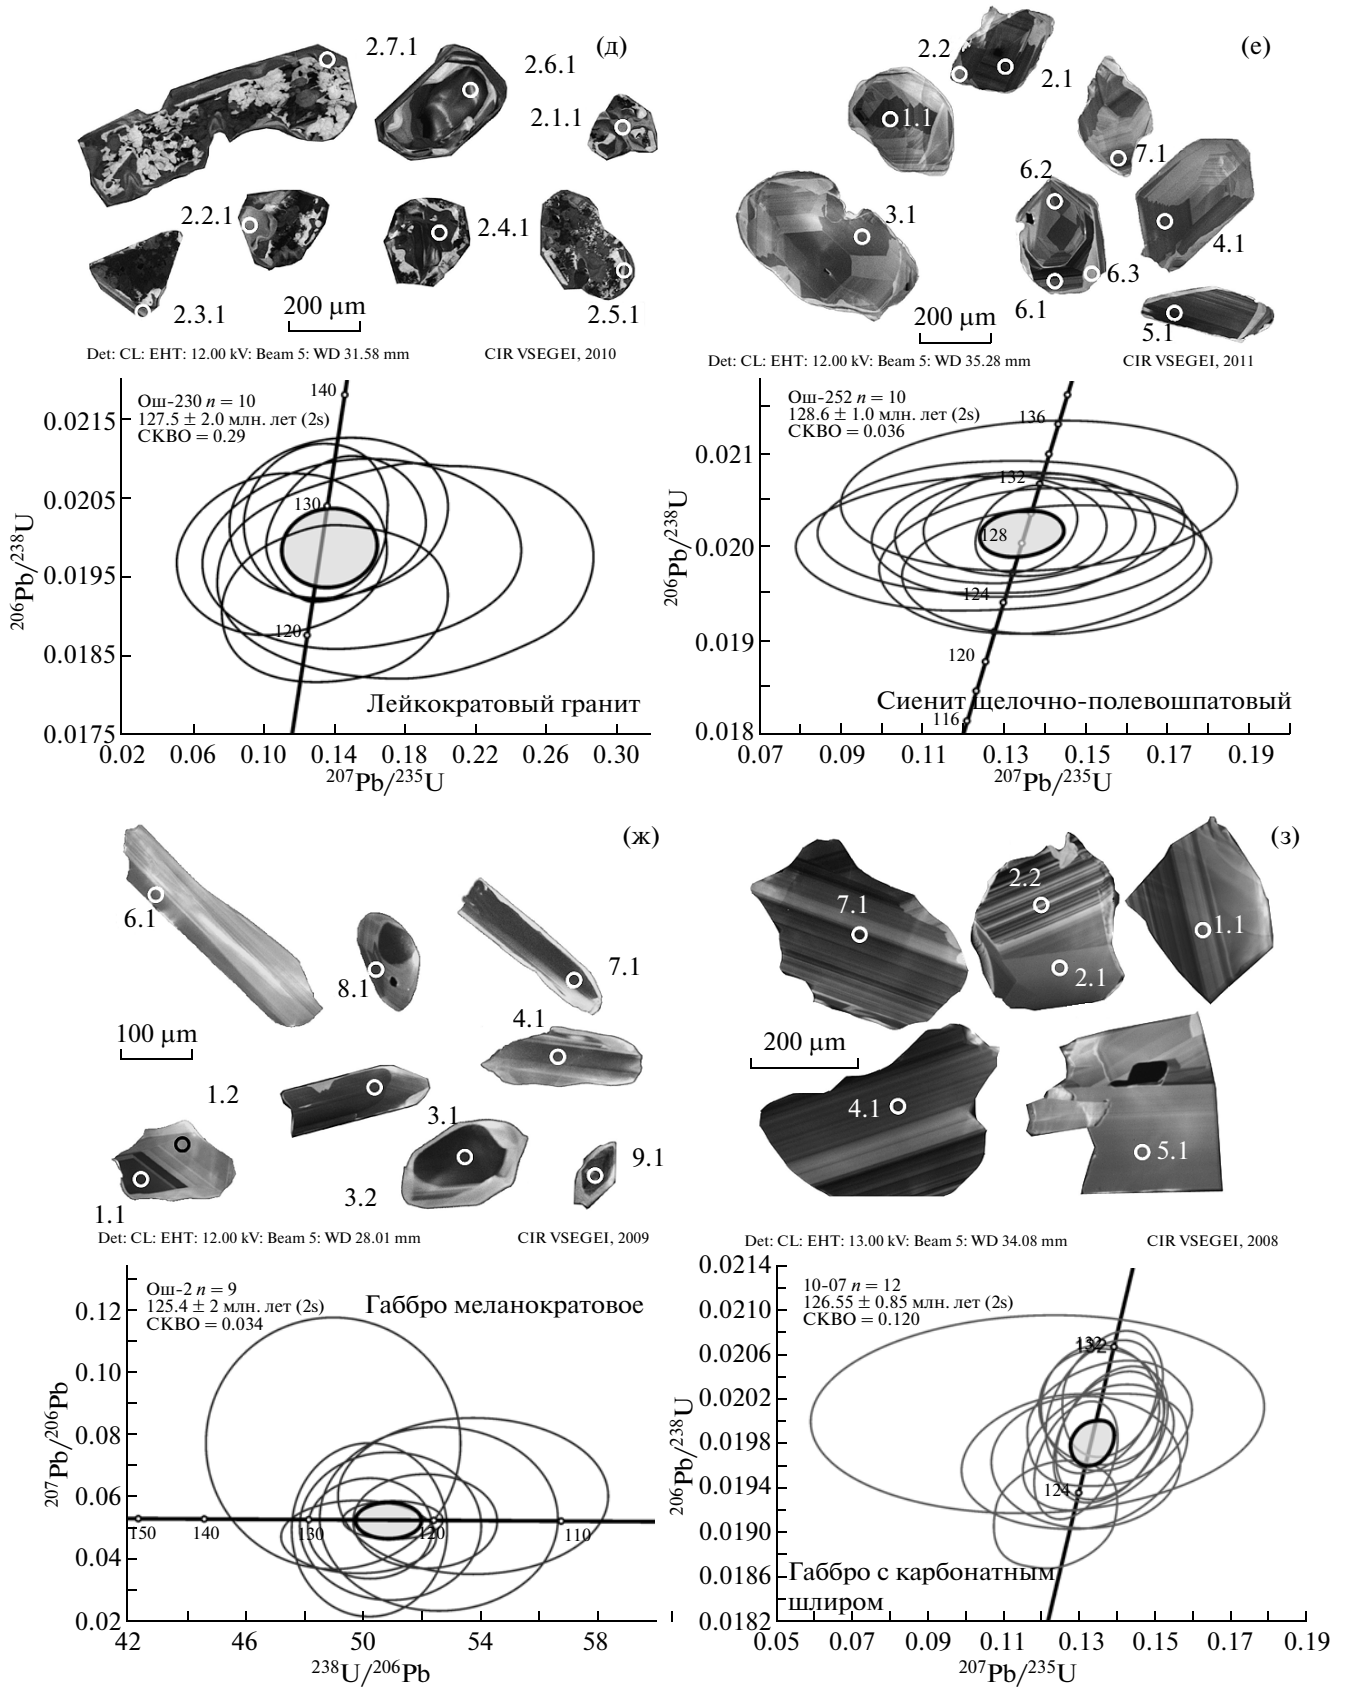 (д)
2.7.1
2.6.1
2.1.1
2.2.1
2.4.1
2.3.1
2.5.1
200 µm
Det: CL: EHT: 12.00 kV: Beam 5: WD 31.58 mm
CIR VSEGEI, 2010
Ош-230 n = 10
127.5 ± 2.0 млн. лет (2s)
СКВО = 0.29
140
130
120
0.0215
0.0205
0.0195
0.0185
0.0175
206Pb/238U
Лейкократовый гранит
0.02 0.06 0.10 0.14 0.18 0.22 0.26 0.30
207Pb/235U
(е)
2.2
2.1
1.1
7.1
6.2
3.1
4.1
6.3
6.1
5.1
200 µm
Det: CL: EHT: 12.00 kV: Beam 5: WD 35.28 mm
CIR VSEGEI, 2011
Ош-252 n = 10
128.6 ± 1.0 млн. лет (2s)
СКВО = 0.036
136
132
128
124
120
116
0.021
0.020
0.019
0.018
206Pb/238U
Сиенит щелочно-полевошпатовый
0.07 0.09 0.11 0.13 0.15 0.17 0.19
207Pb/235U
(ж)
6.1
8.1
7.1
4.1
100 µm
1.2
3.1
9.1
3.2
1.1
Det: CL: EHT: 12.00 kV: Beam 5: WD 28.01 mm
CIR VSEGEI, 2009
Ош-2 n = 9
125.4 ± 2 млн. лет (2s)
СКВО = 0.034
Габбро меланократовое
0.12
0.10
0.08
0.06
0.04
0.02
207Pb/206Pb
150 140 130 120 110
42 46 50 54 58
238U/206Pb
(з)
7.1
2.2
1.1
2.1
200 µm
4.1
5.1
Det: CL: EHT: 13.00 kV: Beam 5: WD 34.08 mm
CIR VSEGEI, 2008
10-07 n = 12
126.55 ± 0.85 млн. лет (2s)
СКВО = 0.120
132
124
0.0214
0.0210
0.0206
0.0202
0.0198
0.0194
0.0190
0.0186
0.0182
206Pb/238U
Габбро с карбонатным
шлиром
0.05 0.07 0.09 0.11 0.13 0.15 0.17 0.19
207Pb/235U